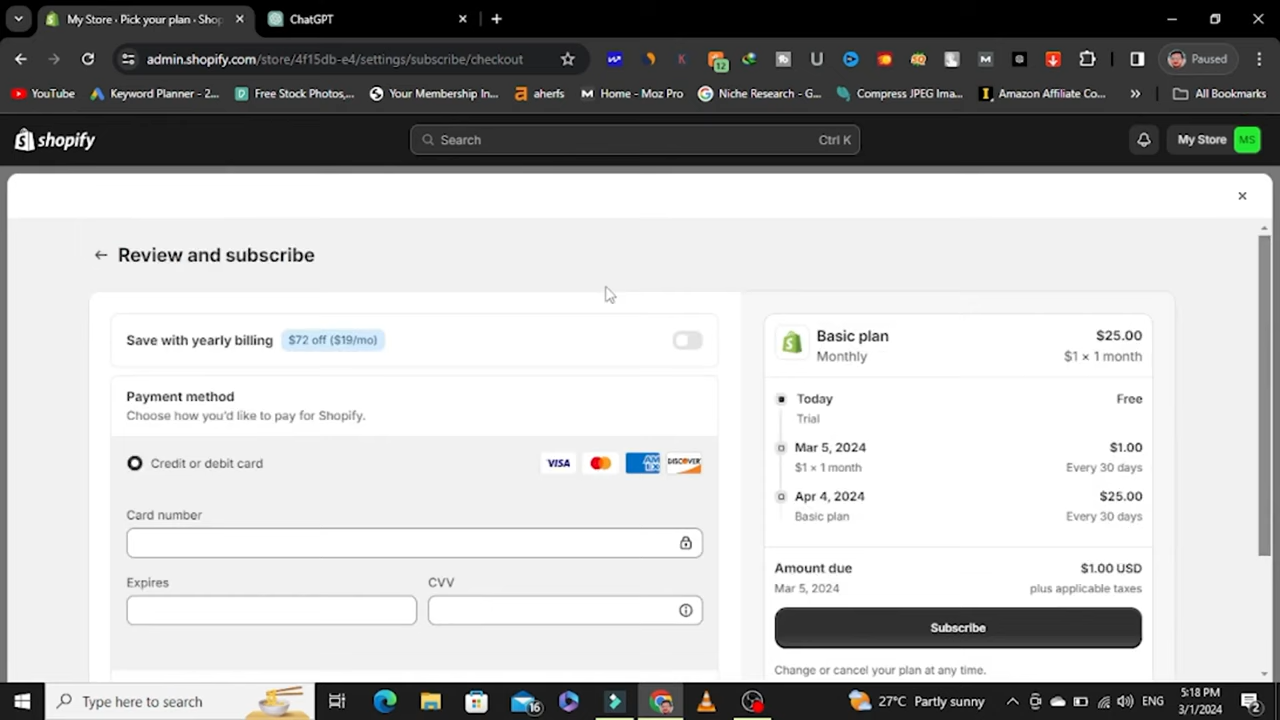 My Store · Pick your plan · Shop
ChatGPT
admin.shopify.com/store/4f15db-e4/settings/subscribe/checkout
12
Paused
YouTube
Keyword Planner - 2...
Free Stock Photos,...
Your Membership In...
aherfs
Home - Moz Pro
Niche Research - G...
Compress JPEG Ima...
Amazon Affiliate Co...
All Bookmarks
shopify
Search
Ctrl K
My Store
MS
Review and subscribe
Save with yearly billing
$72 off ($19/mo)
Basic plan
$25.00
Monthly
$1 × 1 month
Payment method
Choose how you'd like to pay for Shopify.
Today
Free
Trial
Credit or debit card
VISA
AMEX
DISCOVER
Mar 5, 2024
$1.00
$1 × 1 month
Every 30 days
Apr 4, 2024
$25.00
Basic plan
Every 30 days
Card number
Expires
CVV
Amount due
$1.00 USD
Mar 5, 2024
plus applicable taxes
Subscribe
Change or cancel your plan at any time.
Type here to search
16
27°C Partly sunny
ENG
5:18 PM
3/1/2024
2